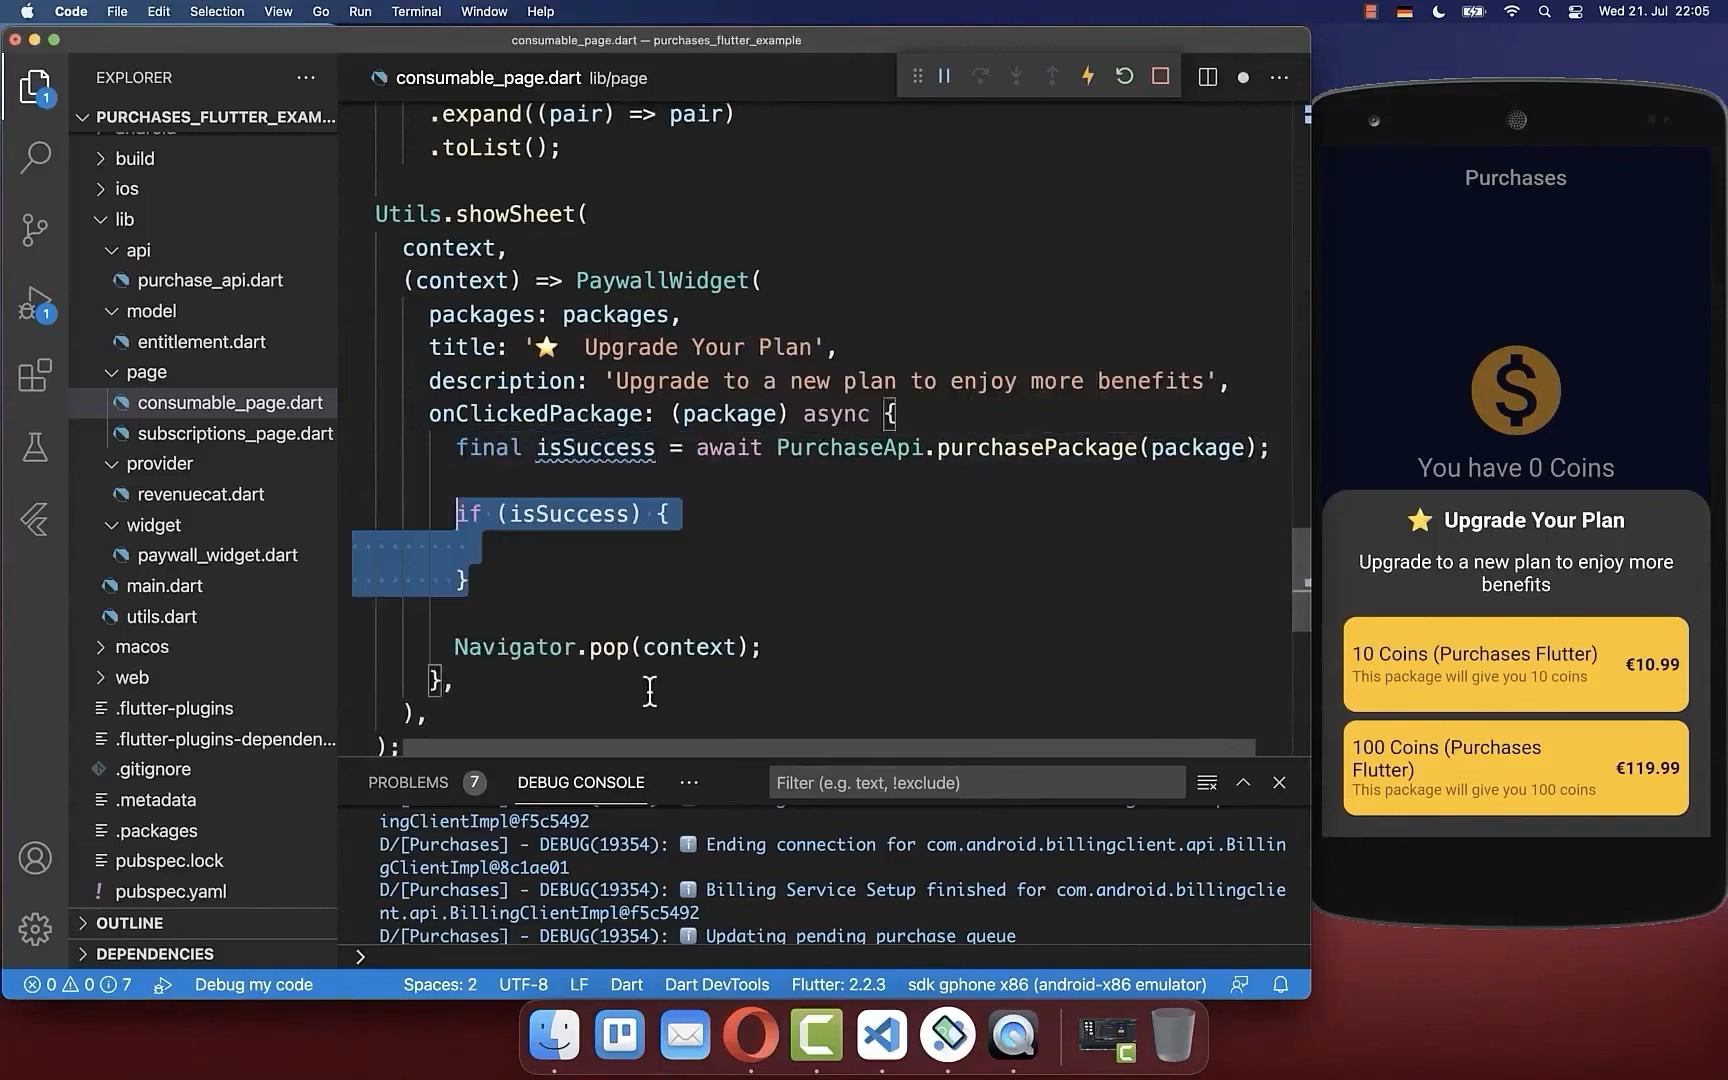 Code File Edit Selection View Go Run Terminal Window Help
Wed 21. Jul 22:05
consumable_page.dart — purchases_flutter_example
EXPLORER
PURCHASES_FLUTTER_EXAM...
build
ios
lib
api
purchase_api.dart
model
entitlement.dart
page
consumable_page.dart
subscriptions_page.dart
provider
revenuecat.dart
widget
paywall_widget.dart
main.dart
utils.dart
macos
web
.flutter-plugins
.flutter-plugins-dependen...
.gitignore
.metadata
.packages
pubspec.lock
! pubspec.yaml
OUTLINE
DEPENDENCIES
1
1
consumable_page.dart lib/page
.expand((pair) => pair)
.toList();
Utils.showSheet(
context,
(context) => PaywallWidget(
packages: packages,
title: '⭐ Upgrade Your Plan',
description: 'Upgrade to a new plan to enjoy more benefits',
onClickedPackage: (package) async {
final isSuccess = await PurchaseApi.purchasePackage(package);
if (isSuccess) {
}
Navigator.pop(context);
},
),
);
PROBLEMS 7 DEBUG CONSOLE
Filter (e.g. text, !exclude)
ingClientImpl@f5c5492
D/[Purchases] - DEBUG(19354): ℹ️ Ending connection for com.android.billingclient.api.Billin
gClientImpl@8c1ae01
D/[Purchases] - DEBUG(19354): ℹ️ Billing Service Setup finished for com.android.billingclie
nt.api.BillingClientImpl@f5c5492
D/[Purchases] - DEBUG(19354): ℹ️ Updating pending purchase queue
0 0 7 Debug my code Spaces: 2 UTF-8 LF Dart Dart DevTools Flutter: 2.2.3 sdk gphone x86 (android-x86 emulator)
Purchases
$
You have 0 Coins
⭐ Upgrade Your Plan
Upgrade to a new plan to enjoy more
benefits
10 Coins (Purchases Flutter)
€10.99
This package will give you 10 coins
100 Coins (Purchases
Flutter)
€119.99
This package will give you 100 coins